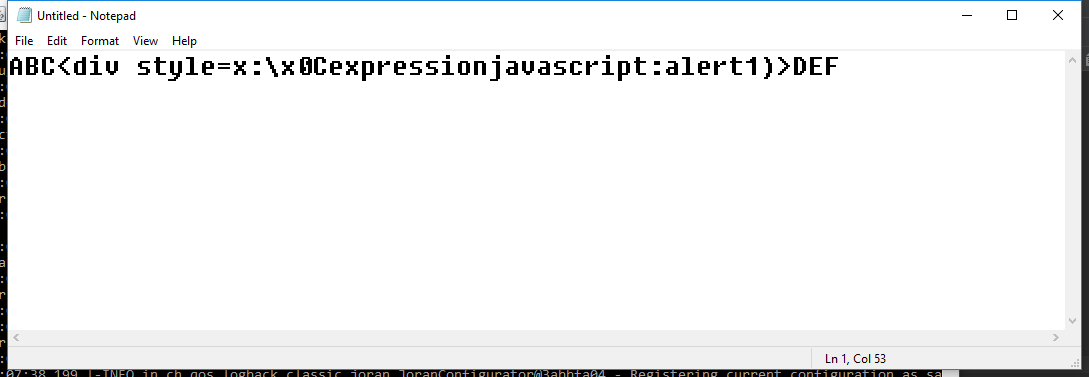 Untitled - Notepad
File Edit Format View Help
ABC<div style=x:\x0Cexpressionjavascript:alert1)>DEF
Ln 1, Col 53
:07:38,199 |-INFO in ch.qos.logback.classic.joran.JoranConfigurator@3abbfa04 - Registering current configuration as sa